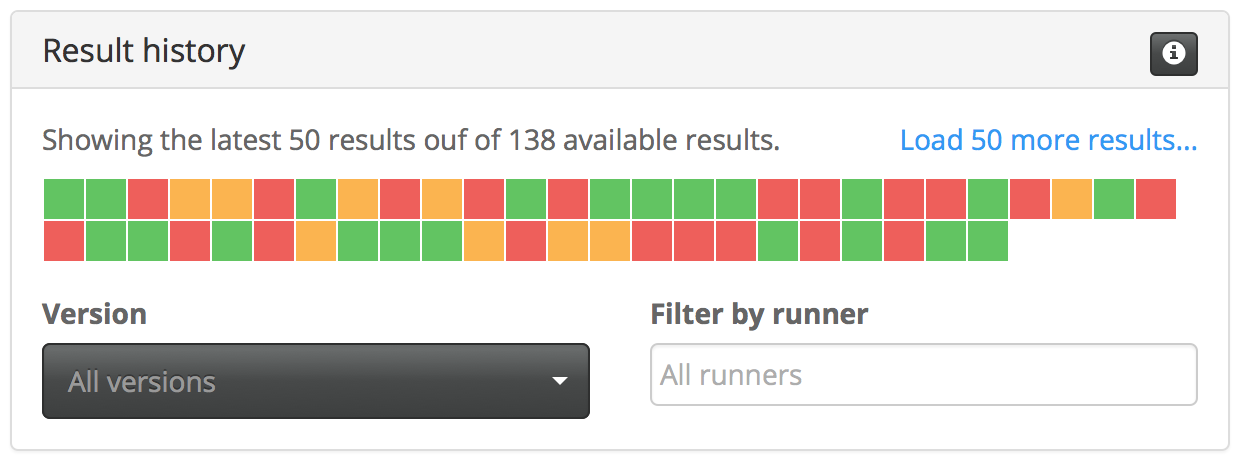 Result history
Showing the latest 50 results ouf of 138 available results.
Load 50 more results...
Version
Filter by runner
All versions
All runners